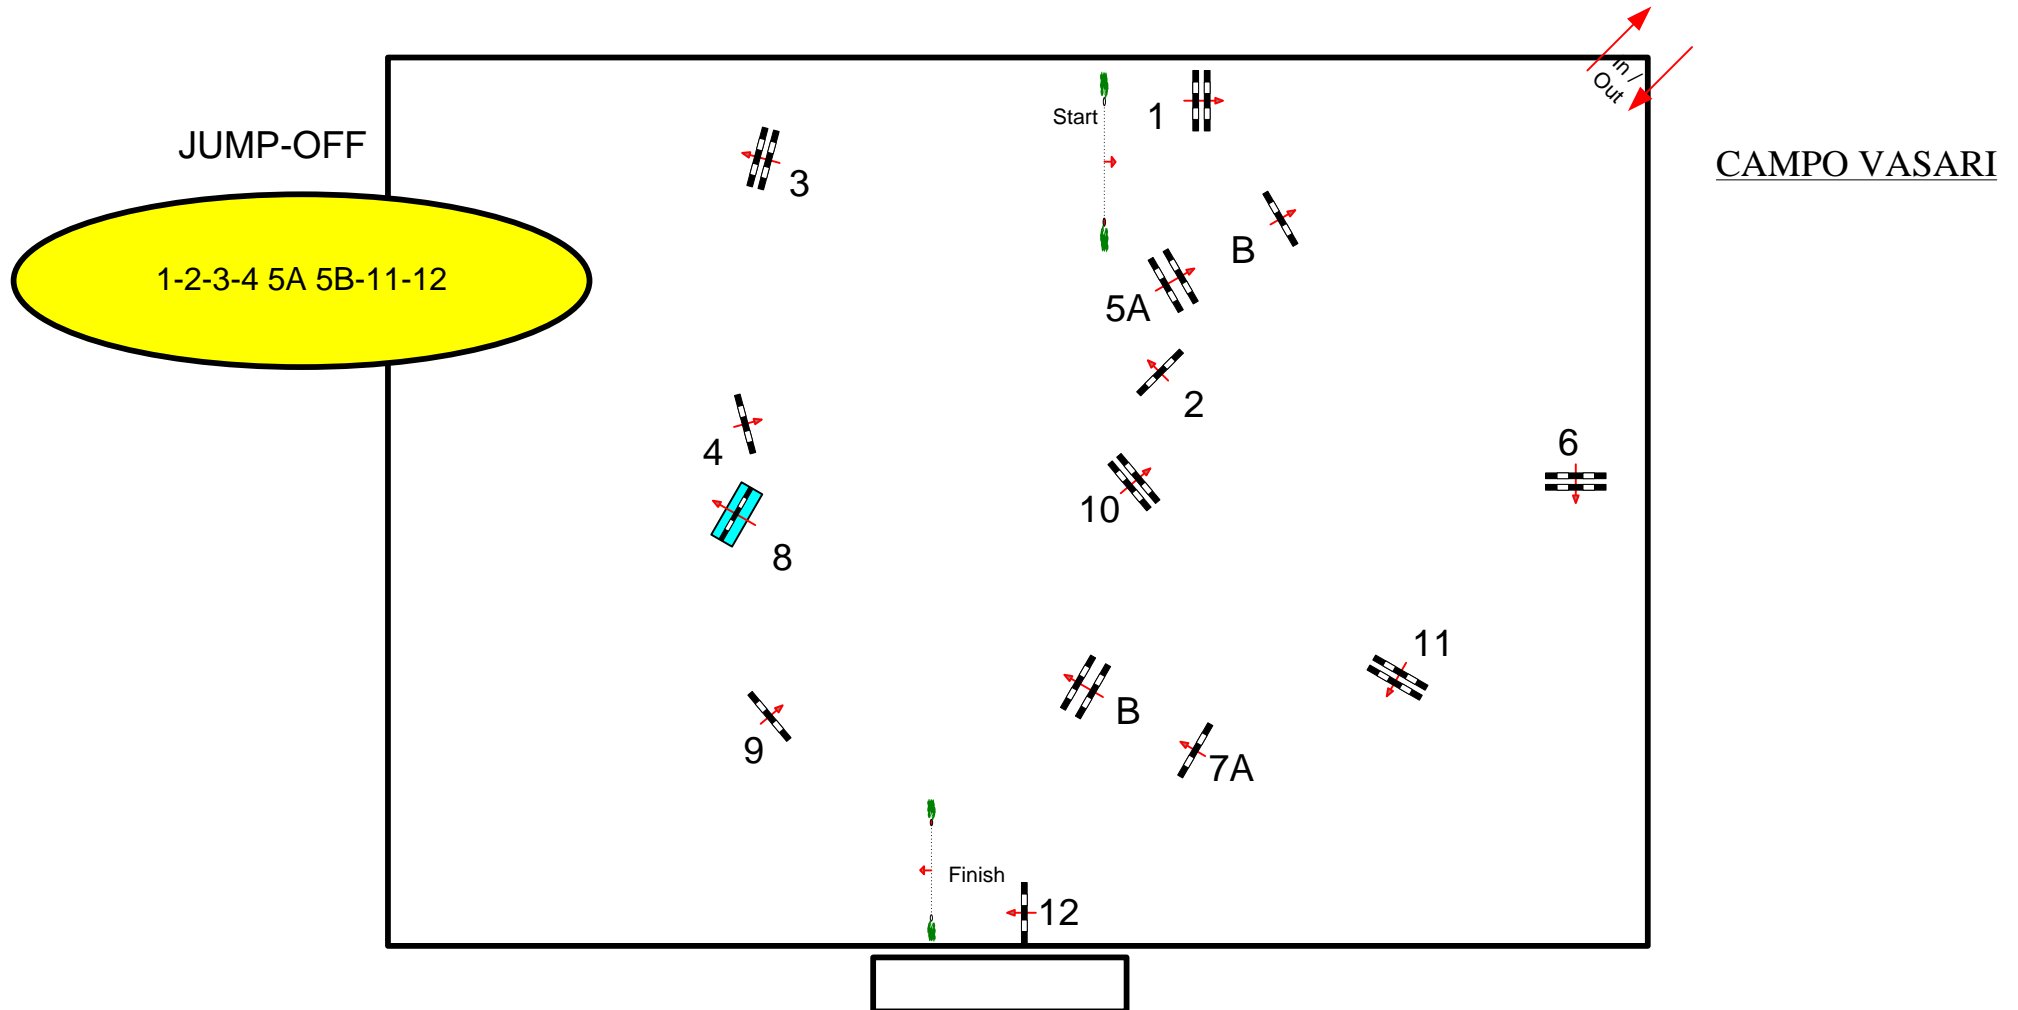 In /
Out
Start
1
JUMP-OFF
3
CAMPO VASARI
B
1-2-3-4 5A 5B-11-12
5A
2
4
6
10
8
11
B
9
7A
Finish
12